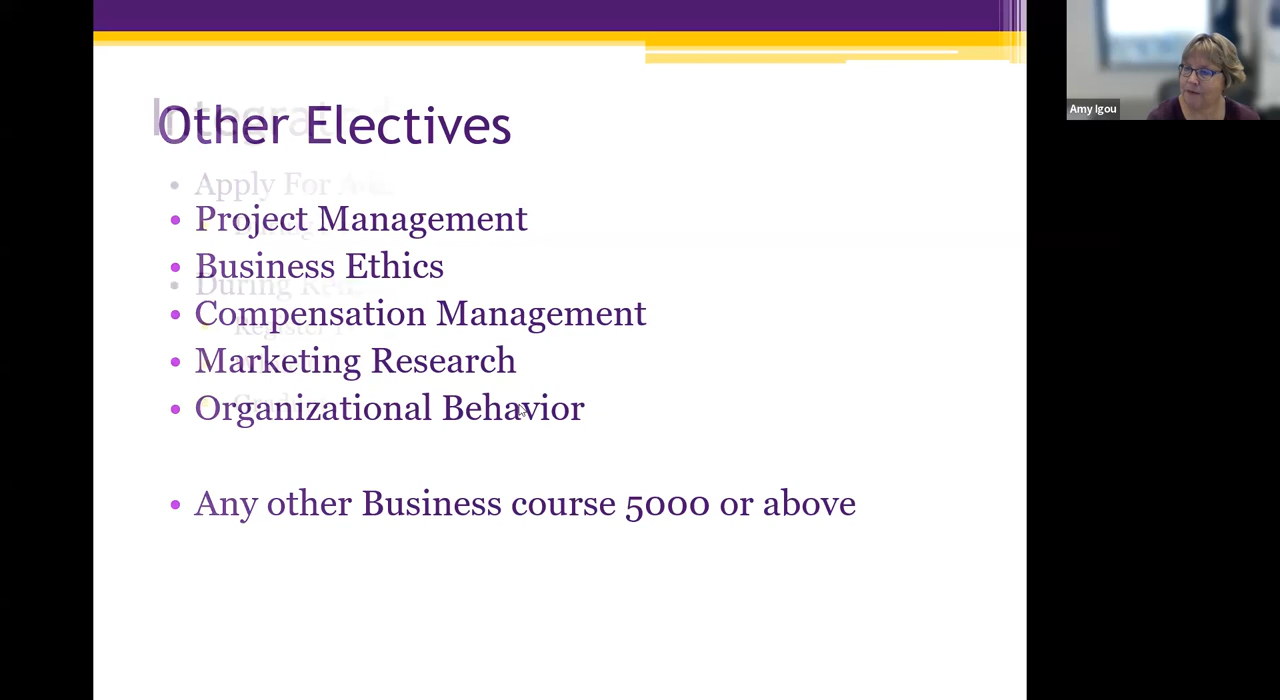 Other Electives
Apply For
• Project Management
• Business Ethics
During
• Compensation Management
Register
• Marketing Research
• Organizational Behavior
• Any other Business course 5000 or above
Amy Igou